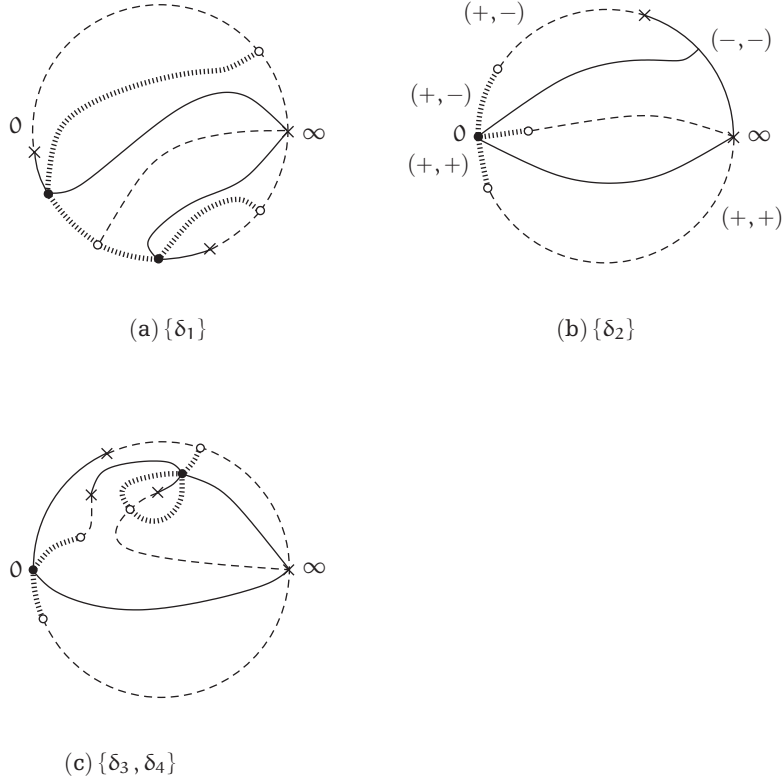 (+, −)
(−, −)
(+, −)
0 ∞
0 ∞
(+, +)
(+, +)
(a) {δ₁}
(b) {δ₂}
0 ∞
(c) {δ₃ , δ₄}